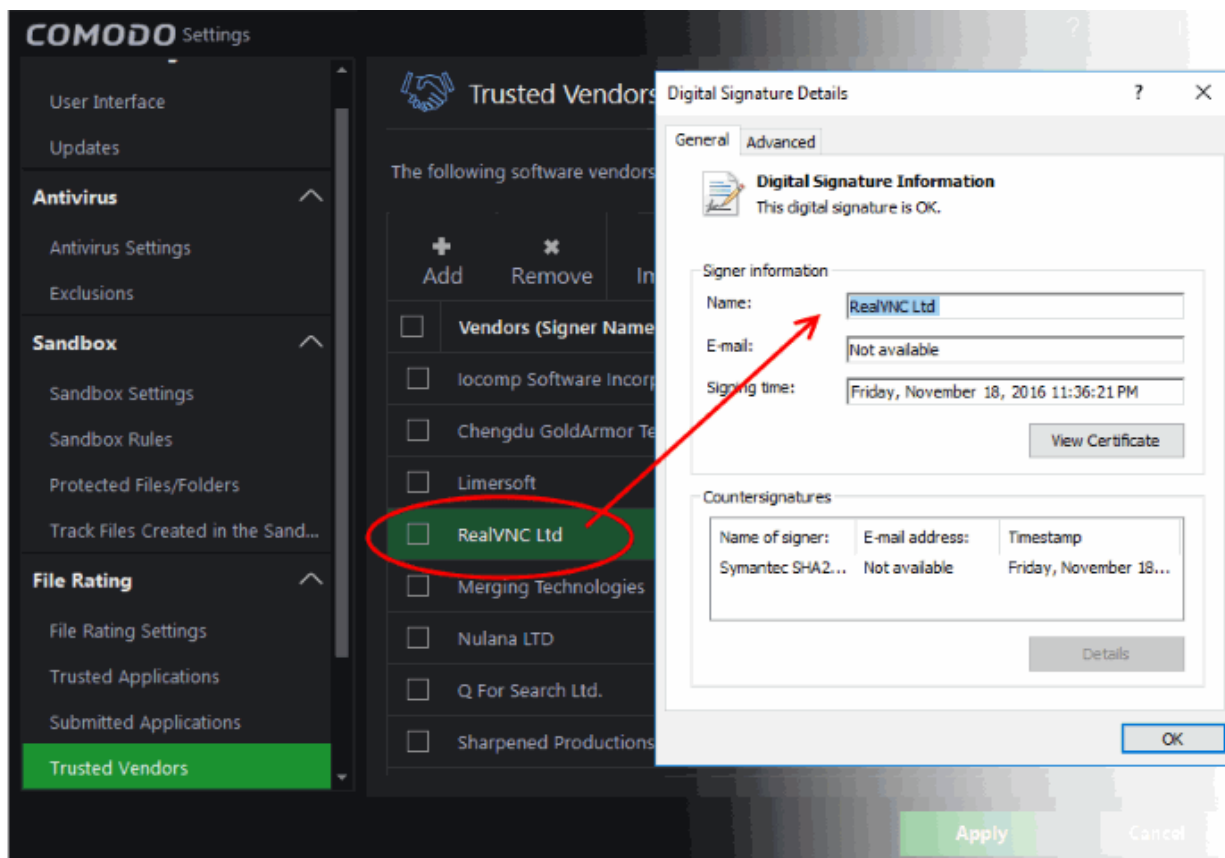 COMODO Settings
User Interface
Updates
Antivirus
Antivirus Settings
Exclusions
Sandbox
Sandbox Settings
Sandbox Rules
Protected Files/Folders
Track Files Created in the Sand...
File Rating
File Rating Settings
Trusted Applications
Submitted Applications
Trusted Vendors
Trusted Vendors
The following software vendors
Add Remove
Vendors (Signer Name
Iocomp Software Incorp
Chengdu GoldArmor Te
Limersoft
RealVNC Ltd
Merging Technologies
Nulana LTD
Q For Search Ltd.
Sharpened Productions
Digital Signature Details ? X
General Advanced
Digital Signature Information
This digital signature is OK.
Signer information
Name: RealVNC Ltd
E-mail: Not available
Signing time: Friday, November 18, 2016 11:36:21 PM
View Certificate
Countersignatures
Name of signer: E-mail address: Timestamp
Symantec SHA2... Not available Friday, November 18...
Details
OK
Apply Cancel